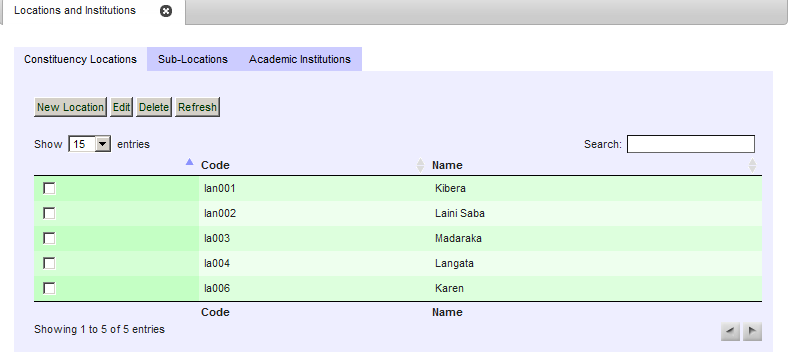 Locations and Institutions
Constituency Locations Sub-Locations Academic Institutions
New Location Edit Delete Refresh
Show 15 entries Search:
Code Name
lan001 Kibera
lan002 Laini Saba
la003 Madaraka
la004 Langata
la006 Karen
Code Name
Showing 1 to 5 of 5 entries